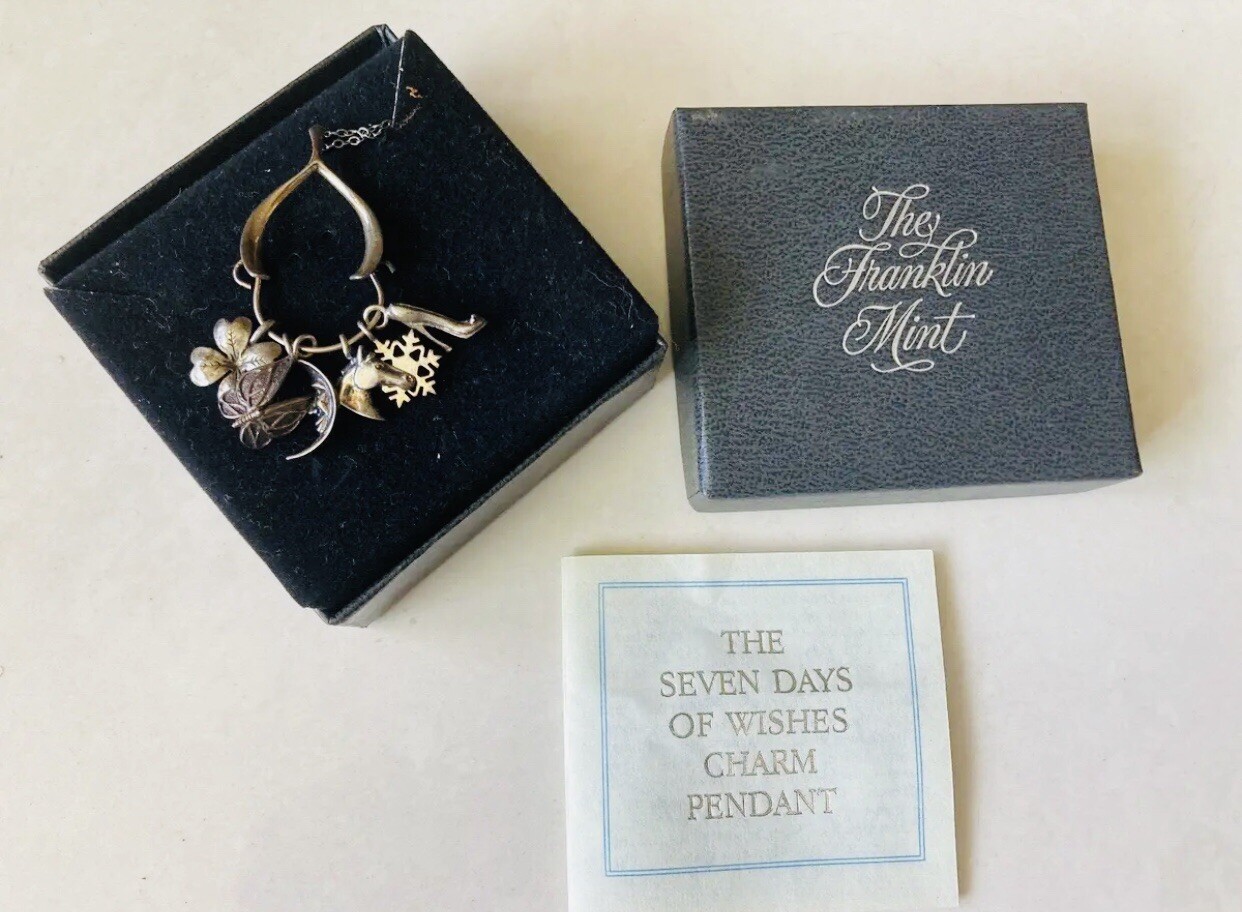 The
Franklin
Mint
THE
SEVEN DAYS
OF WISHES
CHARM
PENDANT